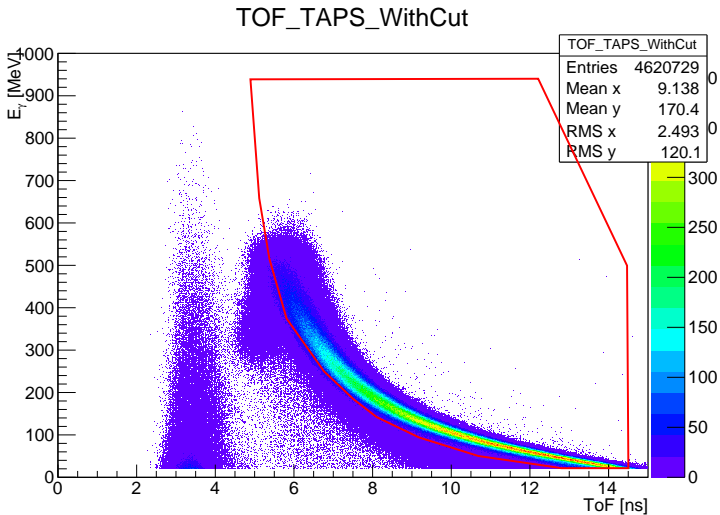 TOF_TAPS_WithCut
TOF_TAPS_WithCut
Entries 4620729
Mean x 9.138
Mean y 170.4
RMS x 2.493
RMS y 120.1
E_γ [MeV]
1000
900
800
700
600
500
400
300
200
100
0
0 2 4 6 8 10 12 14
ToF [ns]
300
250
200
150
100
50
0